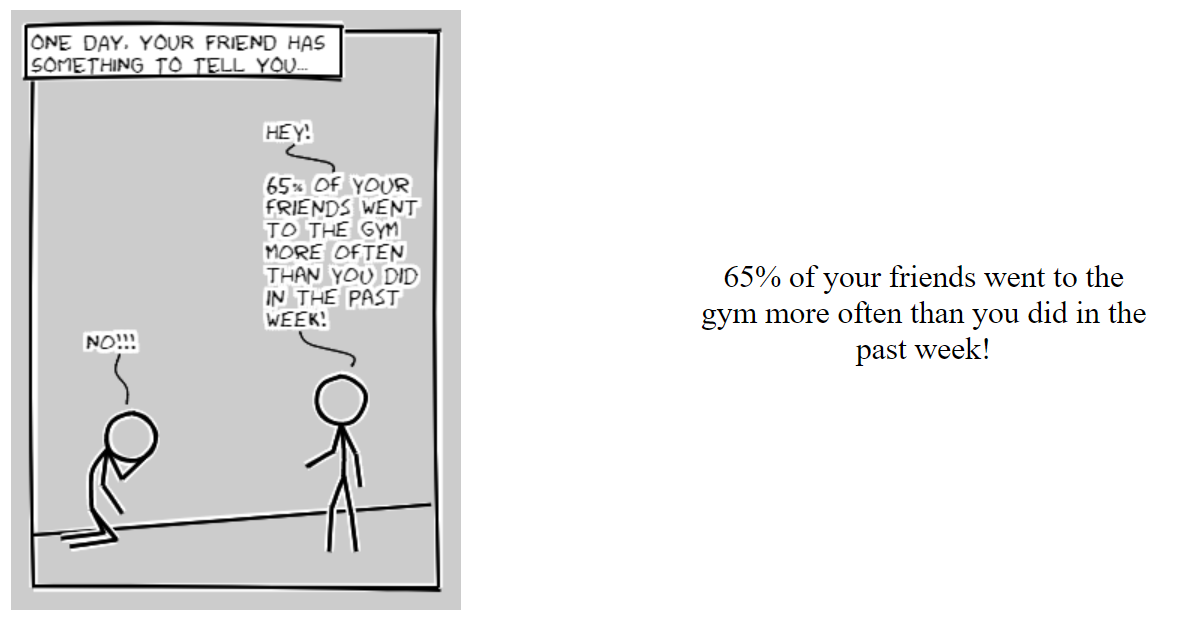 ONE DAY, YOUR FRIEND HAS
SOMETHING TO TELL YOU...
HEY!
65% OF YOUR
FRIENDS WENT
TO THE GYM
MORE OFTEN
THAN YOU DID
IN THE PAST
WEEK!
NO!!!
65% of your friends went to the
gym more often than you did in the
past week!